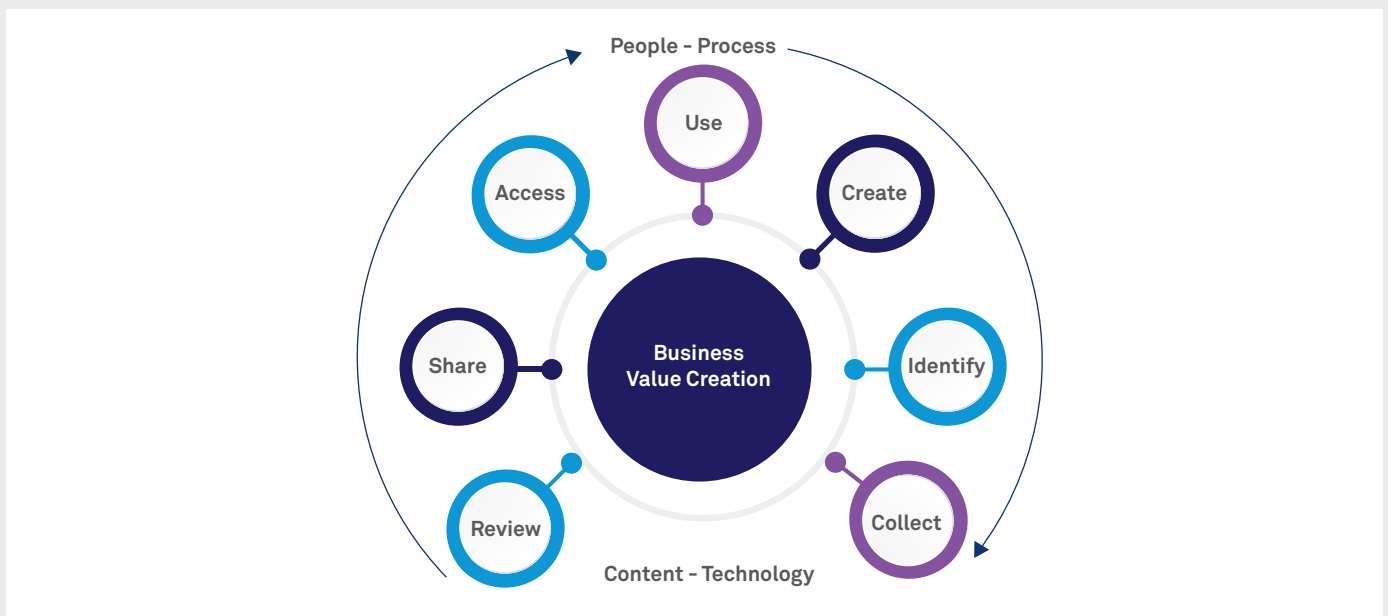 People - Process
Use
Create
Identify
Collect
Content - Technology
Review
Share
Access
Business
Value Creation